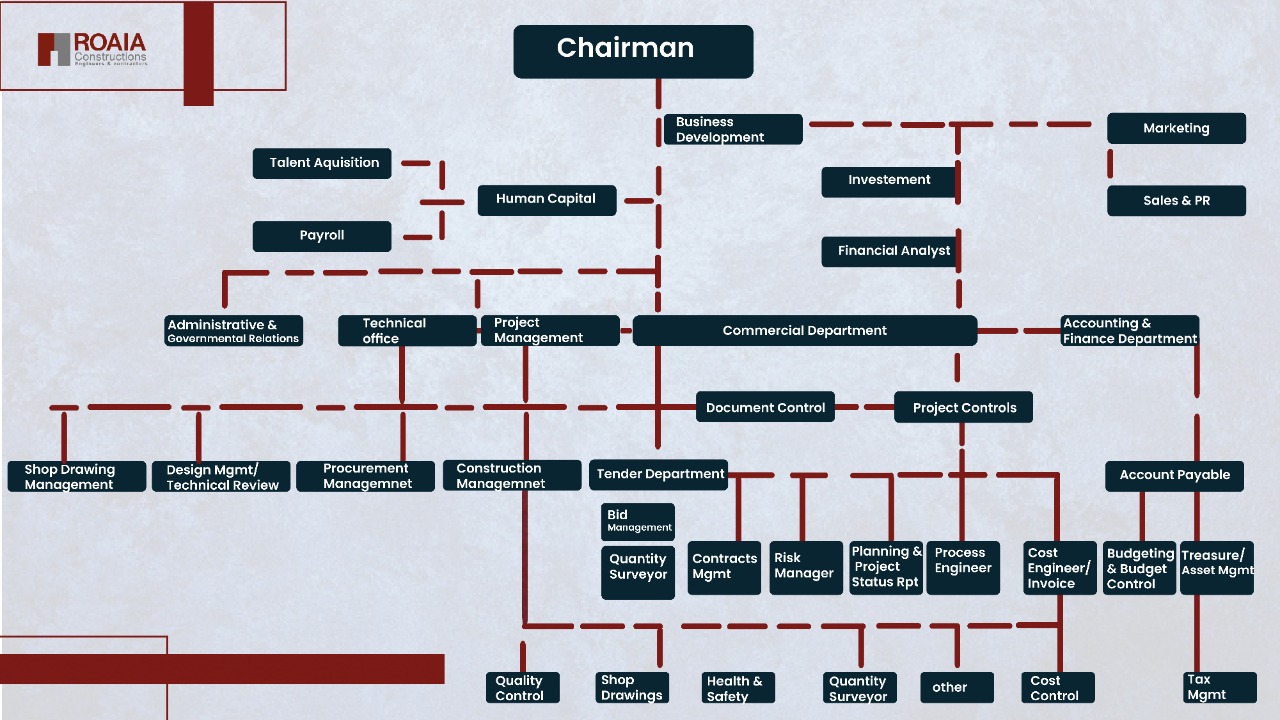 ROAIA
Constructions
Engineers & contractors
Chairman
Business
Development
Marketing
Talent Aquisition
Investement
Human Capital
Sales & PR
Payroll
Financial Analyst
Administrative &
Governmental Relations
Technical
office
Project
Management
Commercial Department
Accounting &
Finance Department
Document Control
Project Controls
Shop Drawing
Management
Design Mgmt/
Technical Review
Procurement
Managemnet
Construction
Managemnet
Tender Department
Account Payable
Bid
Management
Quantity
Surveyor
Contracts
Mgmt
Risk
Manager
Planning &
Project
Status Rpt
Process
Engineer
Cost
Engineer/
Invoice
Budgeting
& Budget
Control
Treasure/
Asset Mgmt
Quality
Control
Shop
Drawings
Health &
Safety
Quantity
Surveyor
other
Cost
Control
Tax
Mgmt